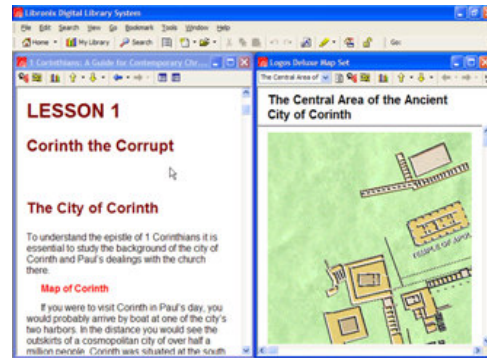 Libronix Digital Library System
File Edit Search View Go Bookmark Tools Window Help
Home My Library Search Go:
1 Corinthians: A Guide for Contemporary Chr...
Logos Deluxe Map Set
The Central Area of
LESSON 1
Corinth the Corrupt
The City of Corinth
To understand the epistle of 1 Corinthians it is
essential to study the background of the city of
Corinth and Paul's dealings with the church
there.
Map of Corinth
If you were to visit Corinth in Paul's day, you
would probably arrive by boat at one of the city's
two harbors. In the distance you would see the
outskirts of a cosmopolitan city of over half a
million people. Corinth was situated at the south
The Central Area of the Ancient
City of Corinth
TEMPLE OF APOL